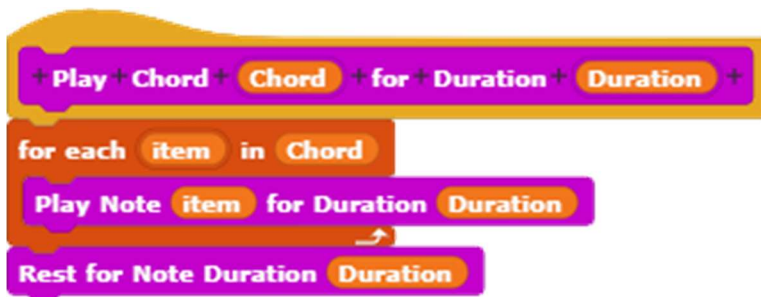 + Play + Chord + Chord + for + Duration + Duration +
for each item in Chord
Play Note item for Duration Duration
Rest for Note Duration Duration